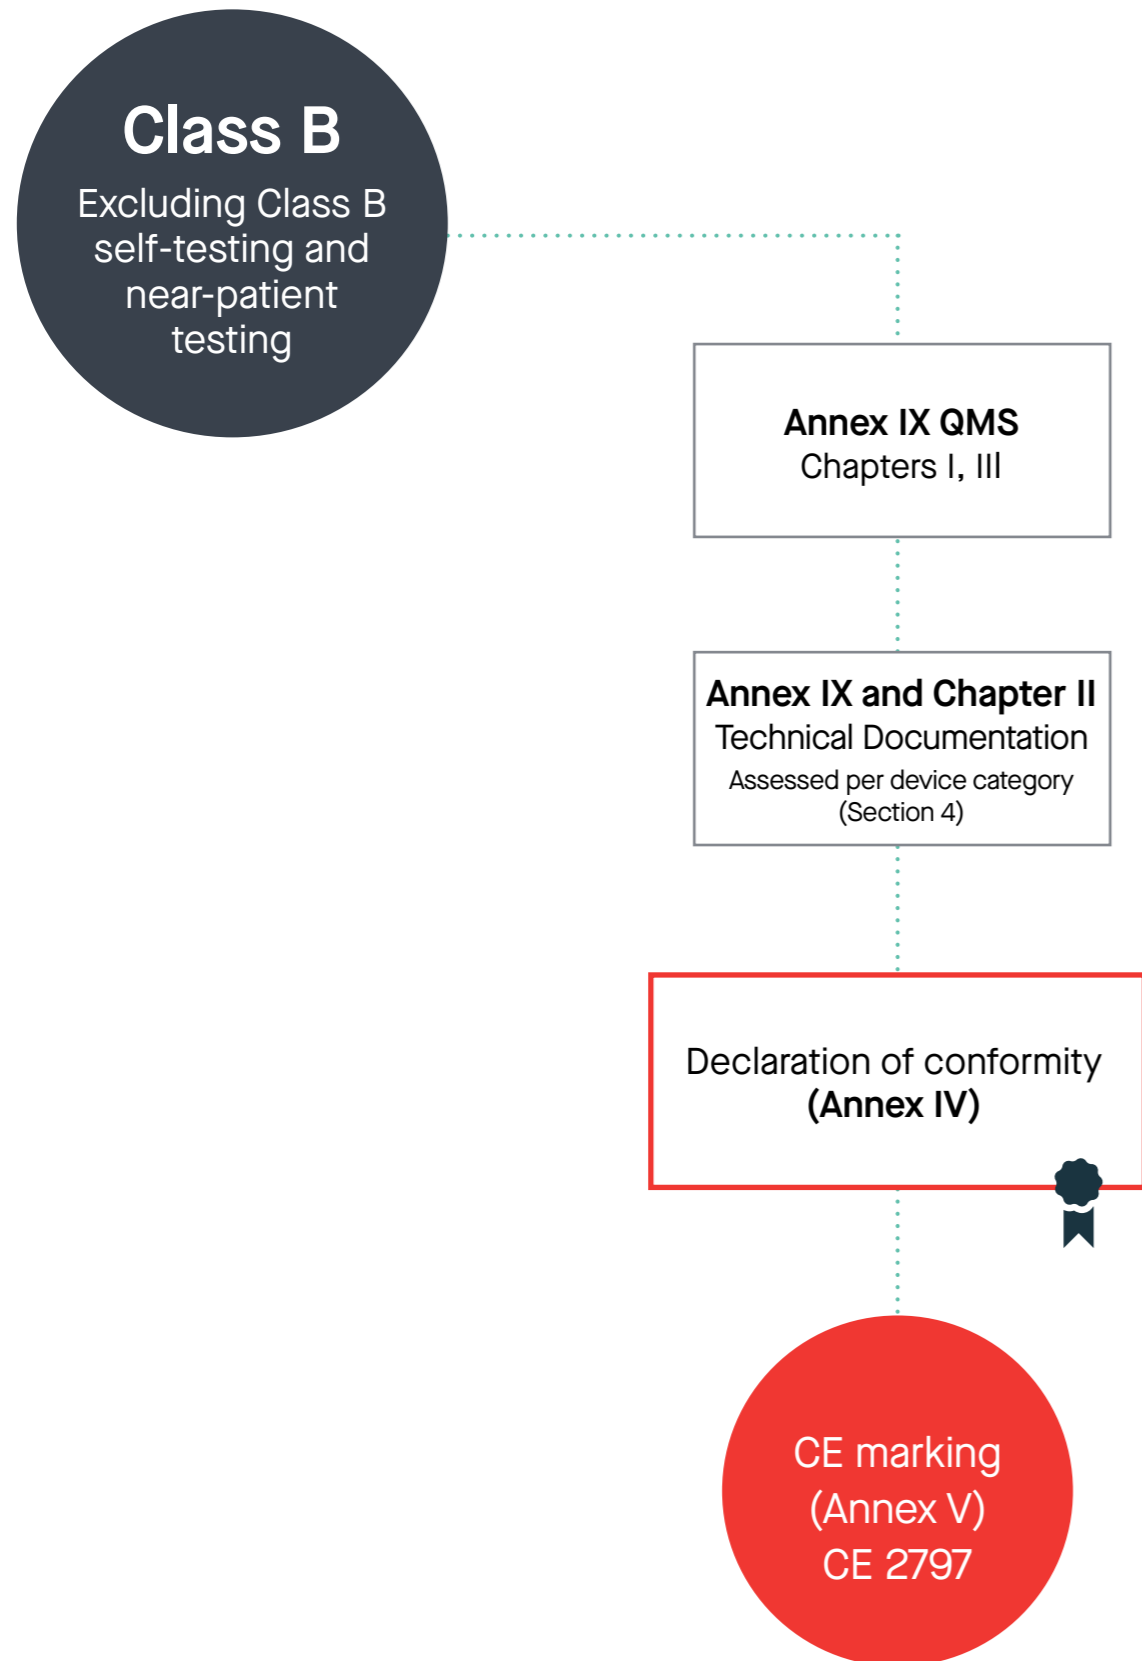 Class B
Excluding Class B
self-testing and
near-patient
testing
Annex IX QMS
Chapters I, III
Annex IX and Chapter II
Technical Documentation
Assessed per device category
(Section 4)
Declaration of conformity
(Annex IV)
CE marking
(Annex V)
CE 2797